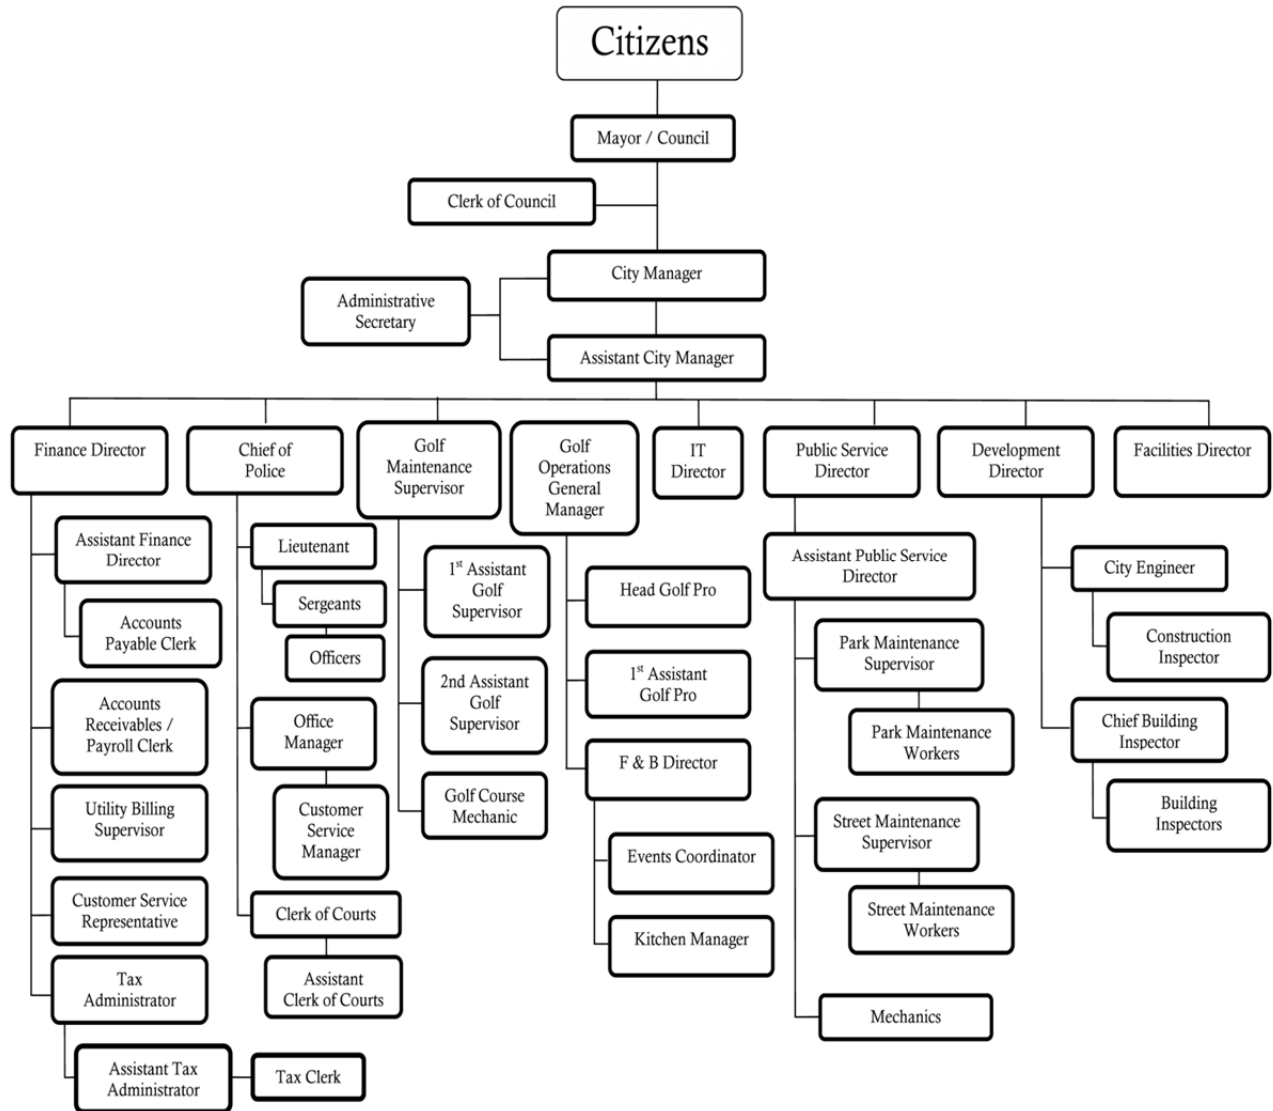 Citizens
Mayor / Council
Clerk of Council
City Manager
Administrative
Secretary
Assistant City Manager
Finance Director
Chief of
Police
Golf
Maintenance
Supervisor
Golf
Operations
General
Manager
IT
Director
Public Service
Director
Development
Director
Facilities Director
Assistant Finance
Director
Accounts
Payable Clerk
Accounts
Receivables /
Payroll Clerk
Utility Billing
Supervisor
Customer Service
Representative
Tax
Administrator
Assistant Tax
Administrator
Tax Clerk
Lieutenant
Sergeants
Officers
Office
Manager
Customer
Service
Manager
Clerk of Courts
Assistant
Clerk of Courts
1st Assistant
Golf
Supervisor
2nd Assistant
Golf
Supervisor
Golf Course
Mechanic
Head Golf Pro
1st Assistant
Golf Pro
F & B Director
Events Coordinator
Kitchen Manager
Assistant Public Service
Director
Park Maintenance
Supervisor
Park Maintenance
Workers
Street Maintenance
Supervisor
Street Maintenance
Workers
Mechanics
City Engineer
Construction
Inspector
Chief Building
Inspector
Building
Inspectors